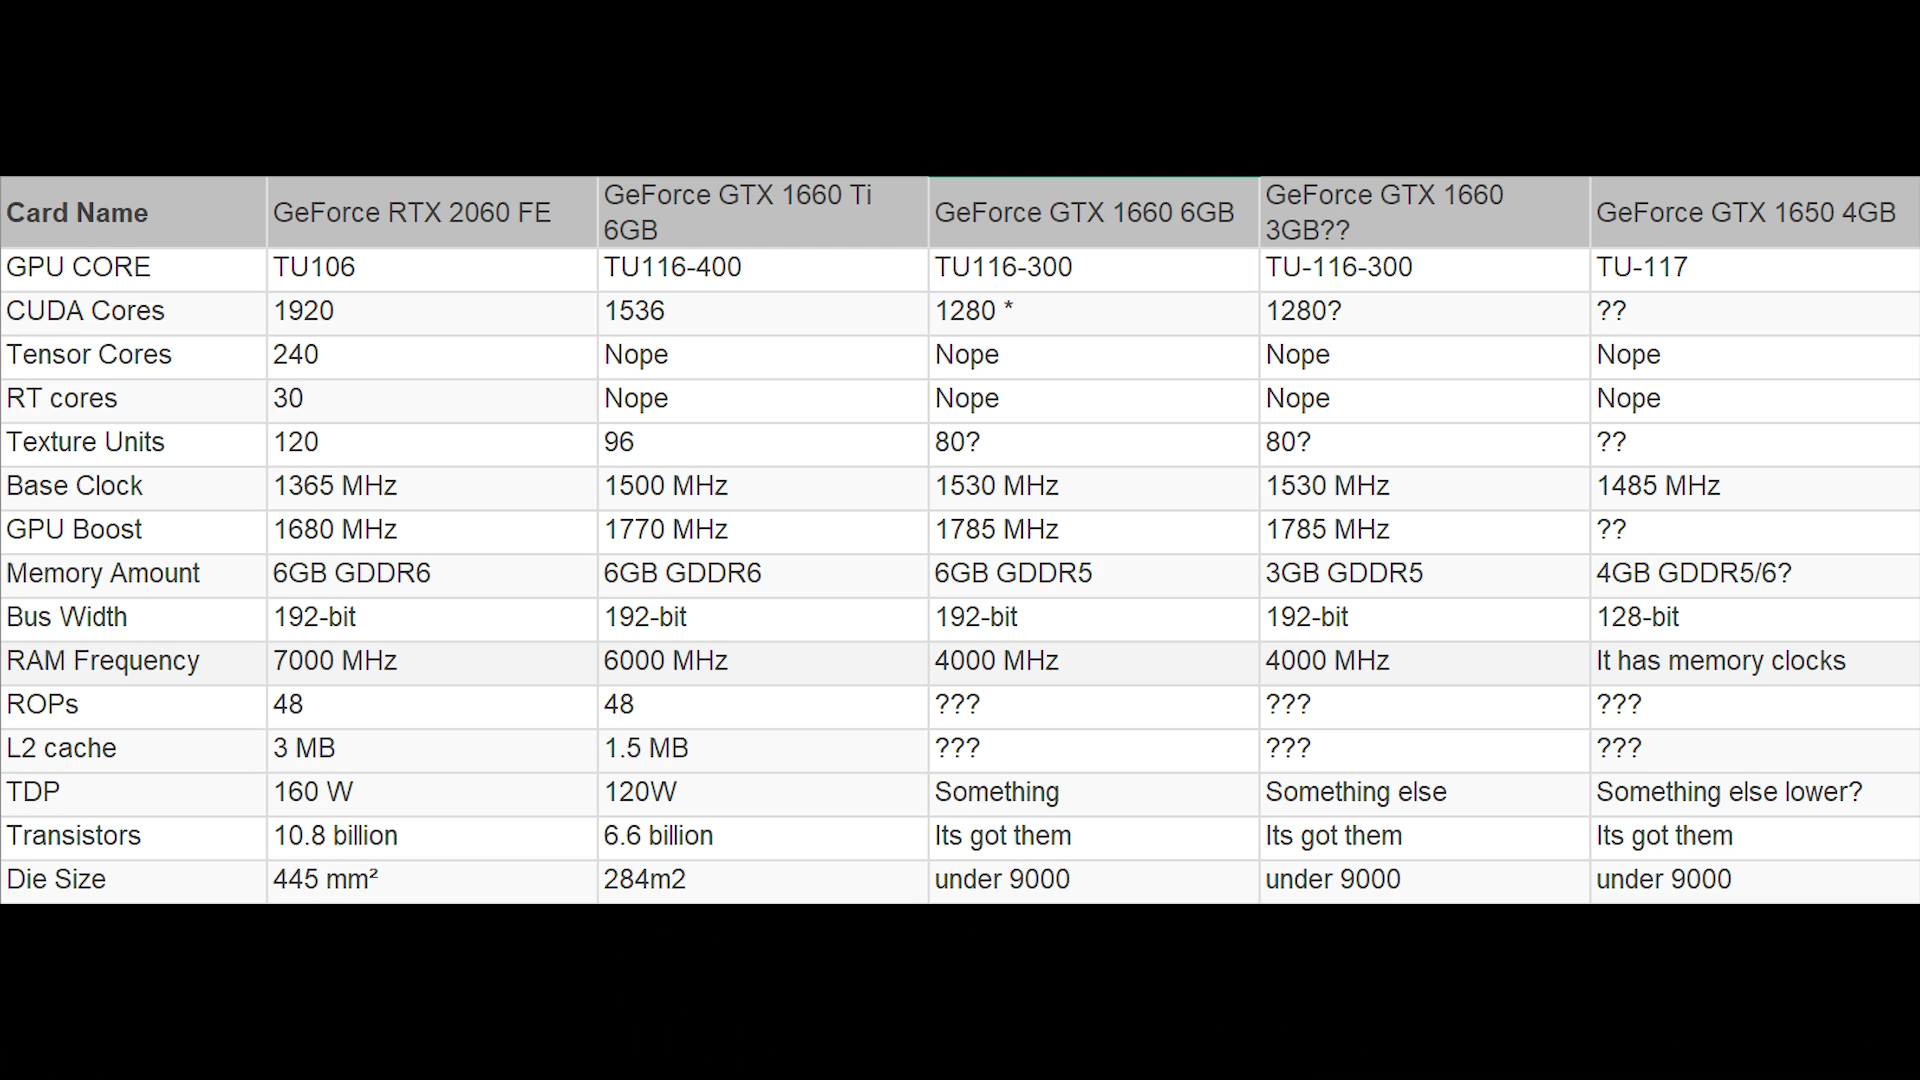 Card Name GeForce RTX 2060 FE GeForce GTX 1660 Ti 6GB GeForce GTX 1660 6GB GeForce GTX 1660 3GB?? GeForce GTX 1650 4GB
GPU CORE TU106 TU116-400 TU116-300 TU-116-300 TU-117
CUDA Cores 1920 1536 1280 * 1280? ??
Tensor Cores 240 Nope Nope Nope Nope
RT cores 30 Nope Nope Nope Nope
Texture Units 120 96 80? 80? ??
Base Clock 1365 MHz 1500 MHz 1530 MHz 1530 MHz 1485 MHz
GPU Boost 1680 MHz 1770 MHz 1785 MHz 1785 MHz ??
Memory Amount 6GB GDDR6 6GB GDDR6 6GB GDDR5 3GB GDDR5 4GB GDDR5/6?
Bus Width 192-bit 192-bit 192-bit 192-bit 128-bit
RAM Frequency 7000 MHz 6000 MHz 4000 MHz 4000 MHz It has memory clocks
ROPs 48 48 ??? ??? ???
L2 cache 3 MB 1.5 MB ??? ??? ???
TDP 160 W 120W Something Something else Something else lower?
Transistors 10.8 billion 6.6 billion Its got them Its got them Its got them
Die Size 445 mm² 284m2 under 9000 under 9000 under 9000